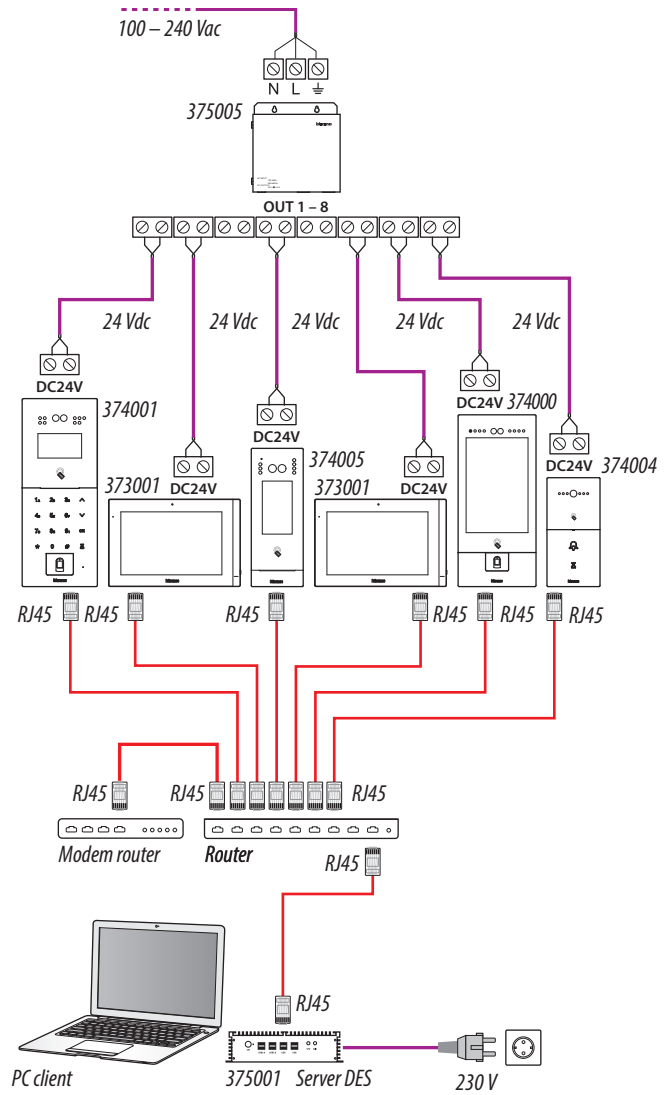 100 – 240 Vac
N L
375005
OUT 1 – 8
24 Vdc 24 Vdc 24 Vdc 24 Vdc 24 Vdc
DC24V
374001
DC24V 374000
DC24V
374005
DC24V
374004
373001
DC24V
373001
DC24V
RJ45 RJ45 RJ45 RJ45 RJ45 RJ45
RJ45 RJ45 RJ45
Modem router
Router
RJ45
RJ45
PC client
375001 Server DES
230 V